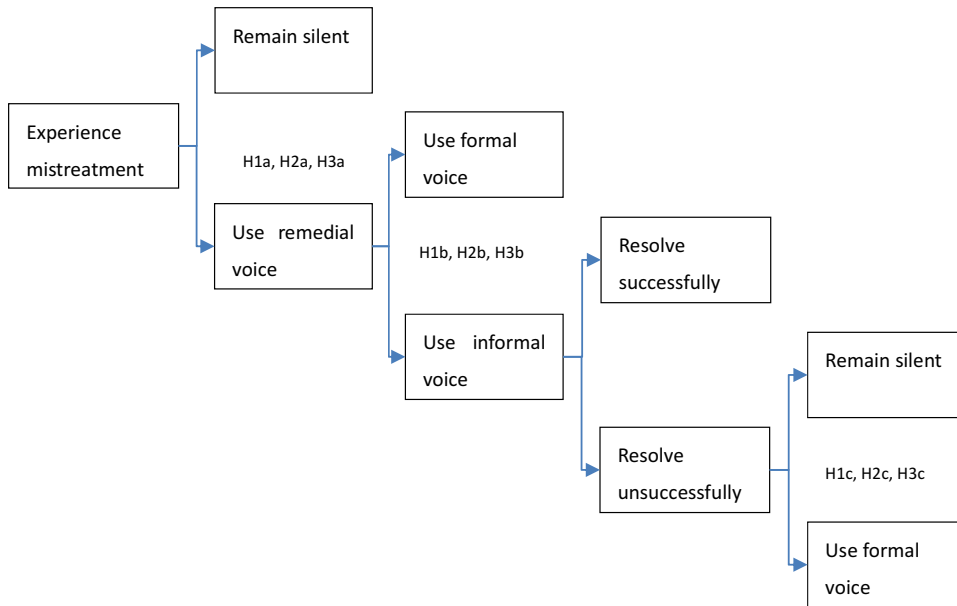 Remain silent
Experience
mistreatment
H1a, H2a, H3a
Use formal
voice
Use remedial
voice
H1b, H2b, H3b
Resolve
successfully
Use informal
voice
Remain silent
Resolve
unsuccessfully
H1c, H2c, H3c
Use formal
voice